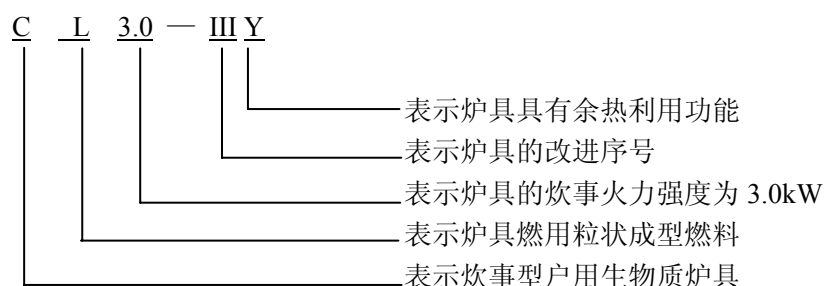 C L 3.0 — III Y
表示炉具具有余热利用功能
表示炉具的改进序号
表示炉具的炊事火力强度为 3.0kW
表示炉具燃用粒状成型燃料
表示炊事型户用生物质炉具